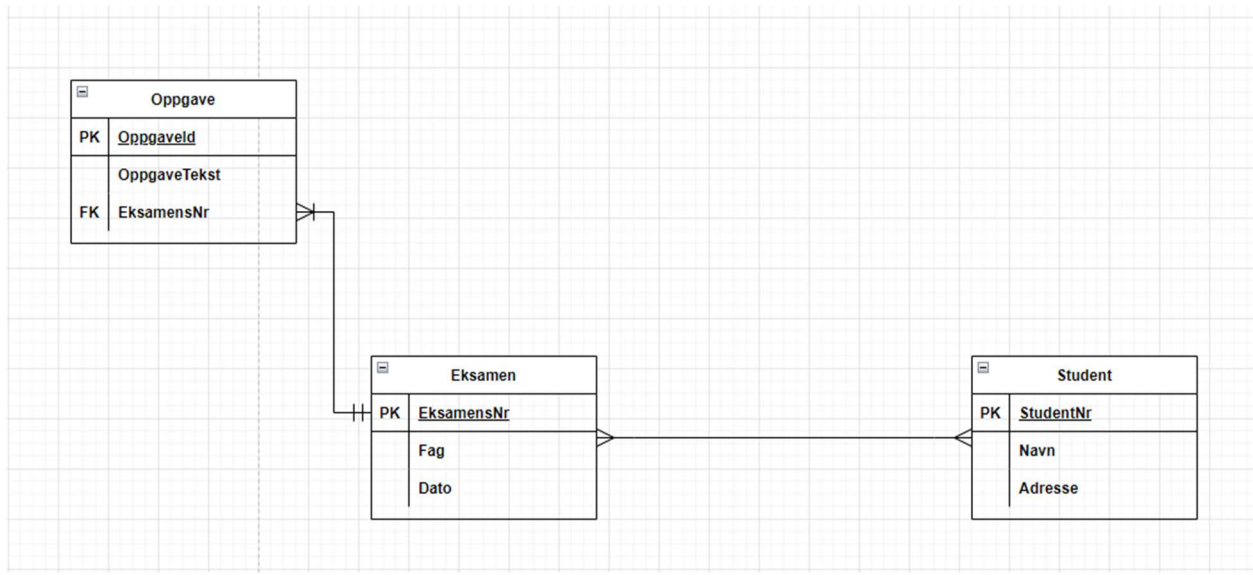 Oppgave
PK OppgaveId
OppgaveTekst
FK EksamensNr
Eksamen
PK EksamensNr
Fag
Dato
Student
PK StudentNr
Navn
Adresse